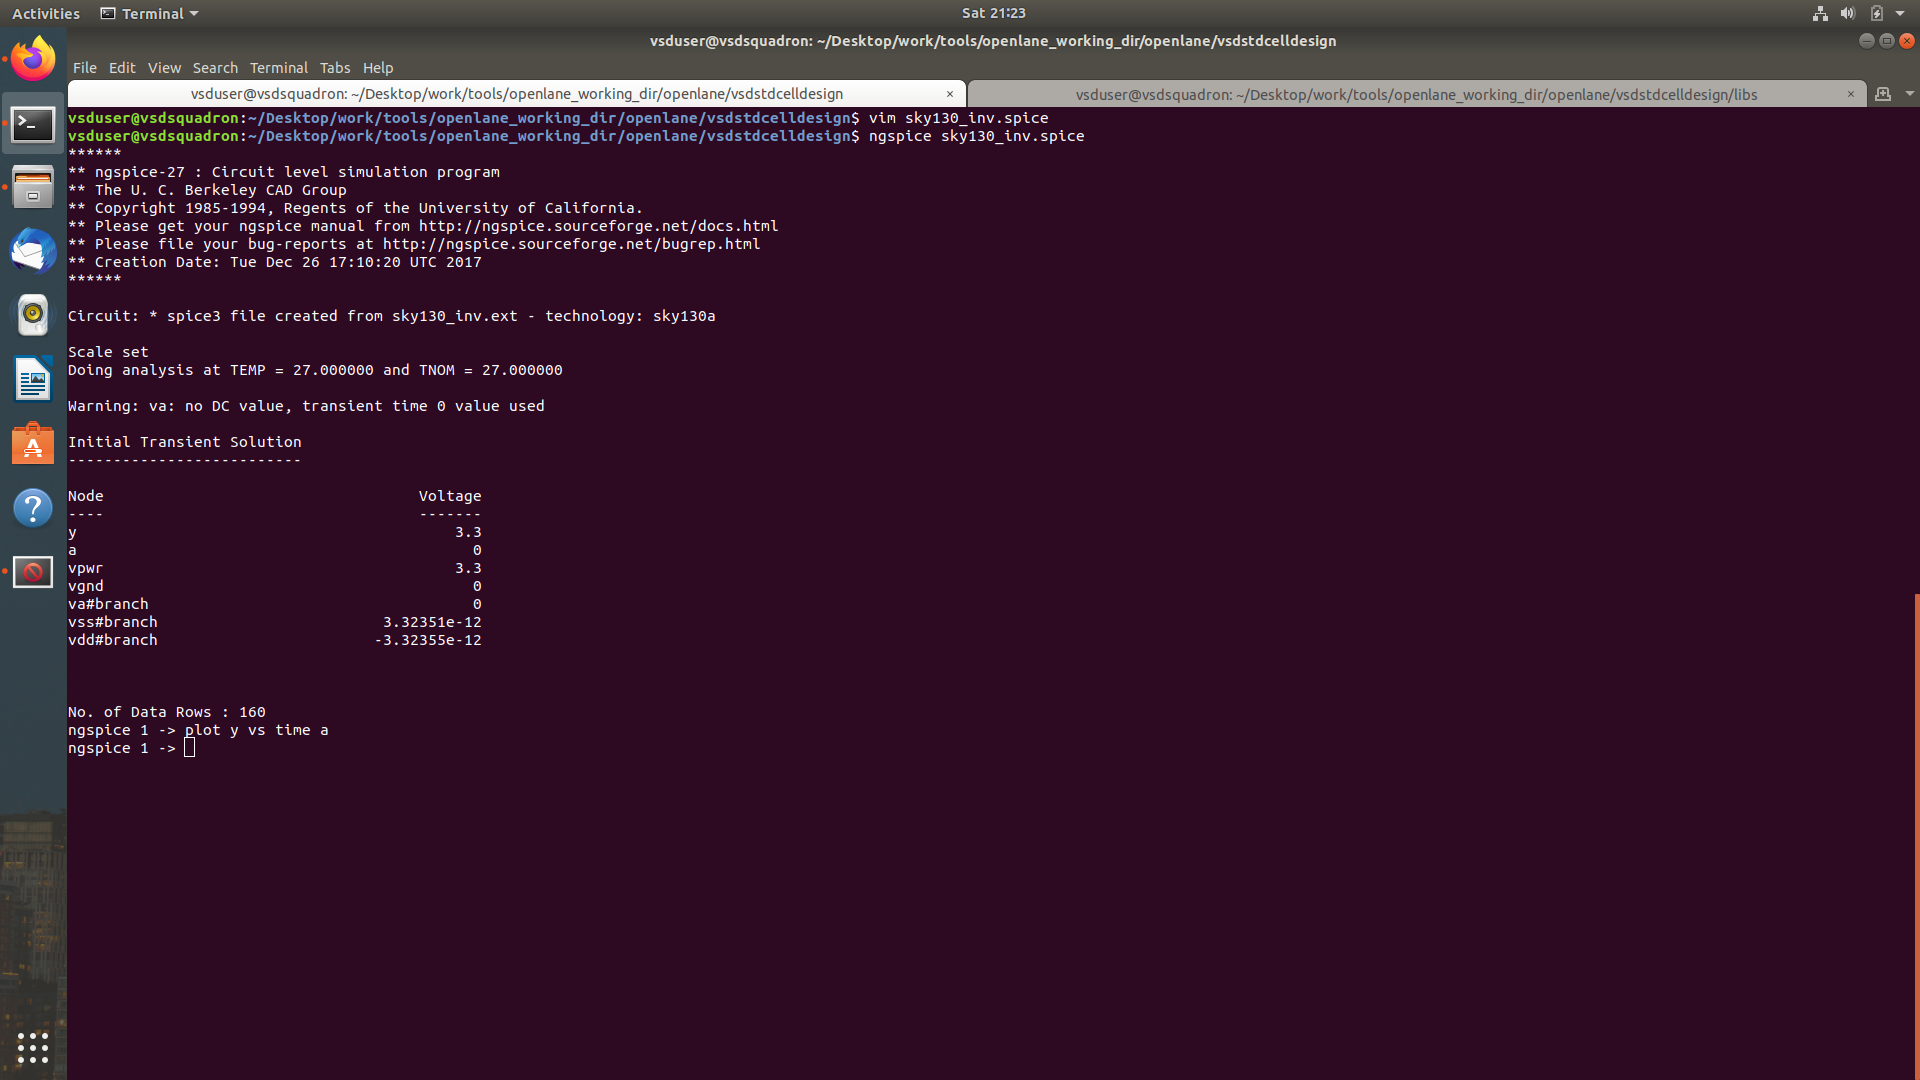 Activities Terminal Sat 21:23
vsduser@vsdsquadron: ~/Desktop/work/tools/openlane_working_dir/openlane/vsdstdcelldesign
File Edit View Search Terminal Tabs Help
vsduser@vsdsquadron: ~/Desktop/work/tools/openlane_working_dir/openlane/vsdstdcelldesign × vsduser@vsdsquadron: ~/Desktop/work/tools/openlane_working_dir/openlane/vsdstdcelldesign/libs ×
vsduser@vsdsquadron:~/Desktop/work/tools/openlane_working_dir/openlane/vsdstdcelldesign$ vim sky130_inv.spice
vsduser@vsdsquadron:~/Desktop/work/tools/openlane_working_dir/openlane/vsdstdcelldesign$ ngspice sky130_inv.spice
******
** ngspice-27 : Circuit level simulation program
** The U. C. Berkeley CAD Group
** Copyright 1985-1994, Regents of the University of California.
** Please get your ngspice manual from http://ngspice.sourceforge.net/docs.html
** Please file your bug-reports at http://ngspice.sourceforge.net/bugrep.html
** Creation Date: Tue Dec 26 17:10:20 UTC 2017
******
Circuit: * spice3 file created from sky130_inv.ext - technology: sky130a
Scale set
Doing analysis at TEMP = 27.000000 and TNOM = 27.000000
Warning: va: no DC value, transient time 0 value used
Initial Transient Solution
--------------------------
Node Voltage
---- -------
y 3.3
a 0
vpwr 3.3
vgnd 0
va#branch 0
vss#branch 3.32351e-12
vdd#branch -3.32355e-12
No. of Data Rows : 160
ngspice 1 -> plot y vs time a
ngspice 1 ->